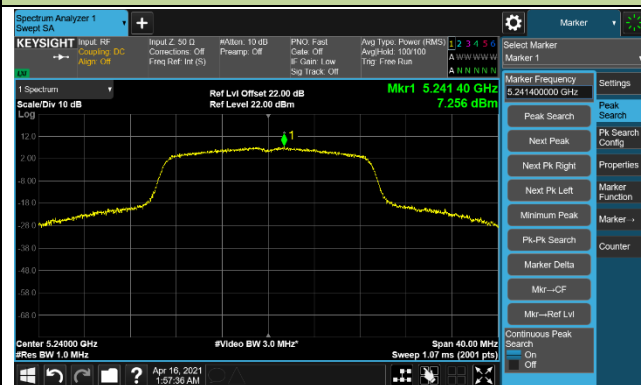 Spectrum Analyzer 1
Swept SA
+
Marker
KEYSIGHT Input: RF
Coupling: DC
Align: Off
Input Z: 50 Ω
Corrections: Off
Freq Ref: Int (S)
#Atten: 10 dB
Preamp: Off
PNO: Fast
Gate: Off
IF Gain: Low
Sig Track: Off
Avg Type: Power (RMS)
Avg|Hold: 100/100
Trig: Free Run
1 2 3 4 5 6
A W W W W W
A N N N N N
LXI
Select Marker
Marker 1
1 Spectrum
Scale/Div 10 dB
Log
Ref Lvl Offset 22.00 dB
Ref Level 22.00 dBm
Mkr1 5.241 40 GHz
7.256 dBm
1
12.0
2.00
-8.00
-18.0
-28.0
-38.0
-48.0
-58.0
-68.0
Center 5.24000 GHz
#Res BW 1.0 MHz
#Video BW 3.0 MHz*
Span 40.00 MHz
Sweep 1.07 ms (2001 pts)
Marker Frequency
5.241400000 GHz
Peak Search
Next Peak
Next Pk Right
Next Pk Left
Minimum Peak
Pk-Pk Search
Marker Delta
Mkr→CF
Mkr→Ref Lvl
Continuous Peak
Search
On
Off
Settings
Peak
Search
Pk Search
Config
Properties
Marker
Function
Marker→
Counter
?
Apr 16, 2021
1:57:36 AM